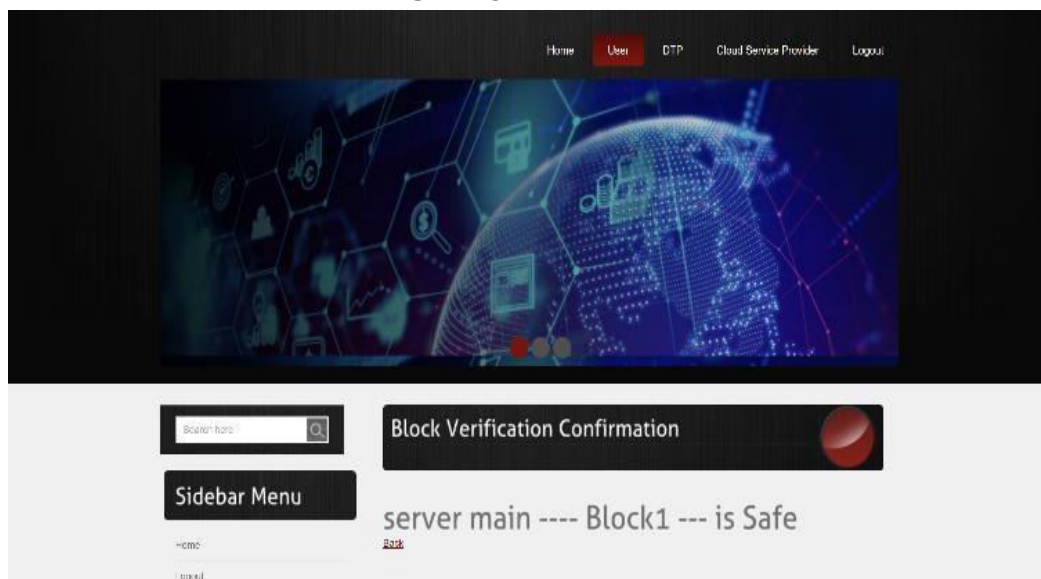 Home User DTP Cloud Service Provider Logout
Search here
Block Verification Confirmation
Sidebar Menu
server main ---- Block1 --- is Safe
Back
Home
Logout